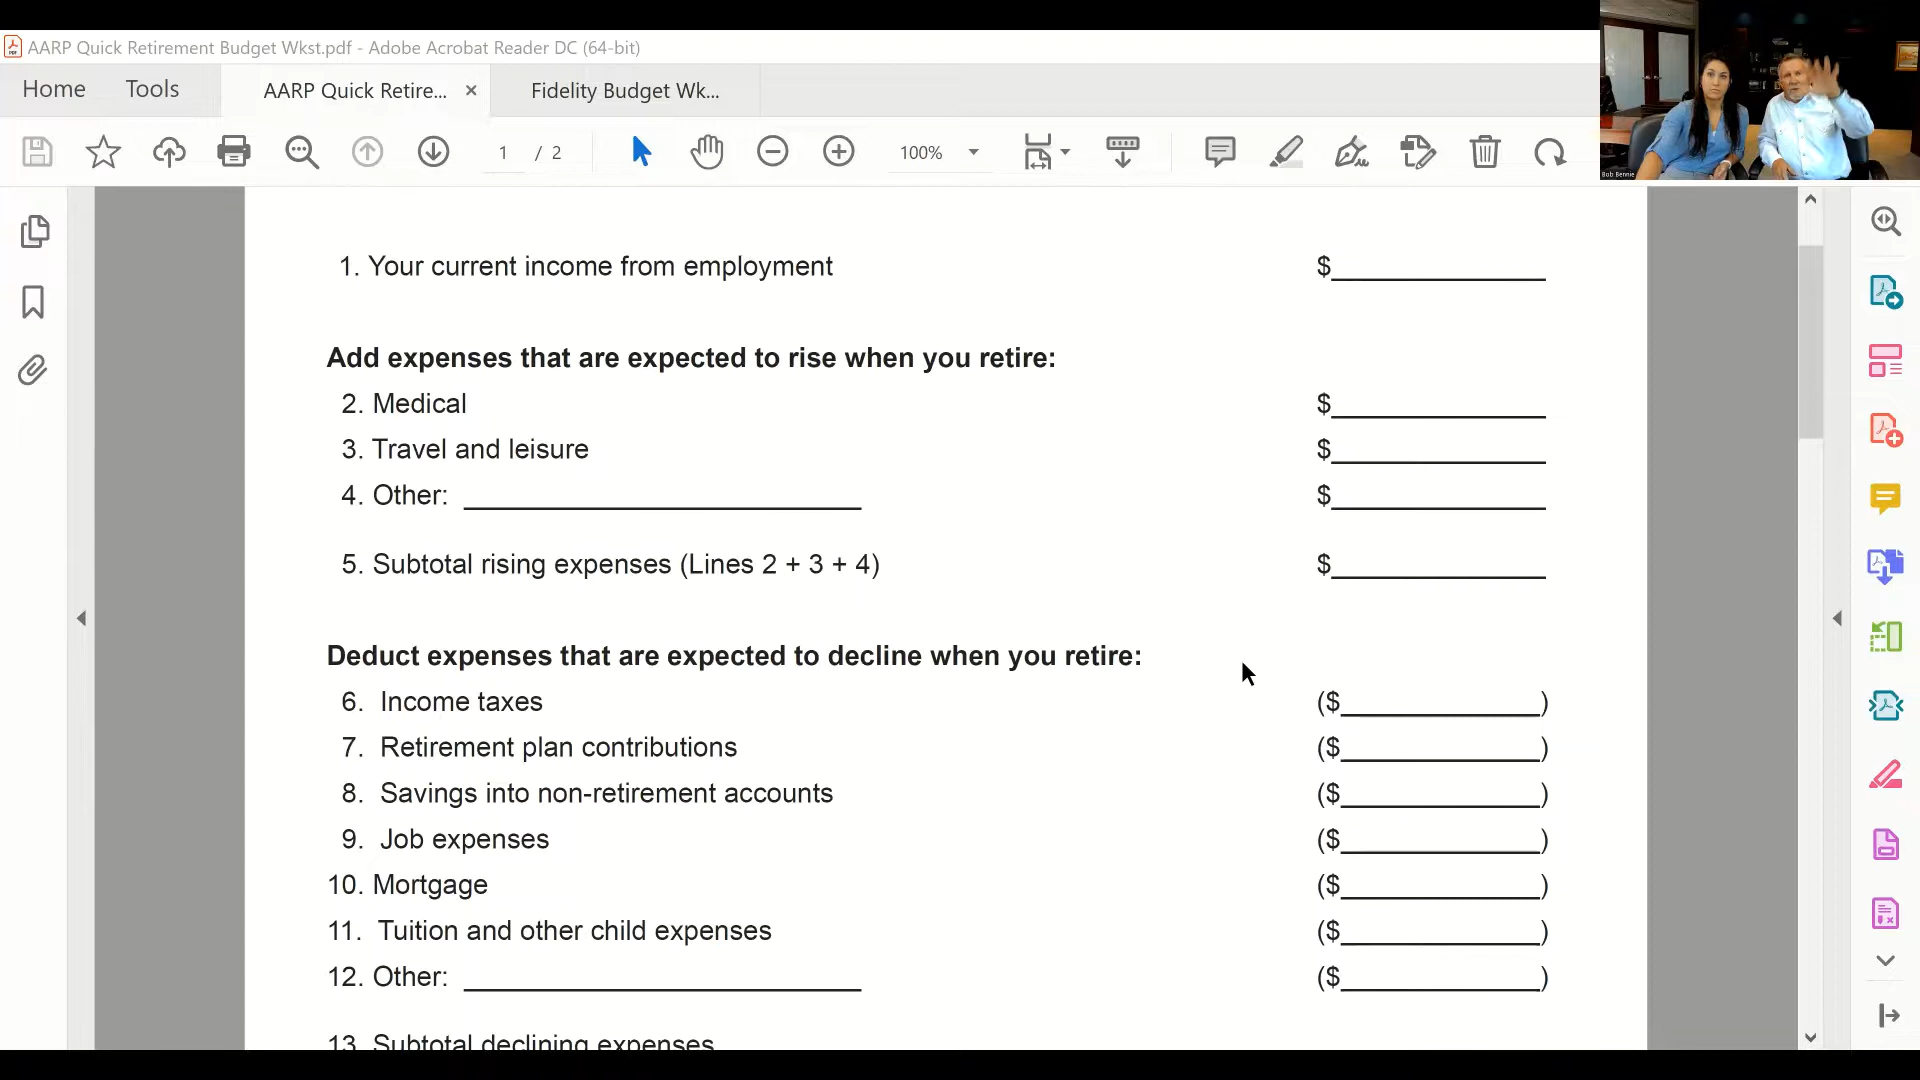 AARP Quick Retirement Budget Wkst.pdf - Adobe Acrobat Reader DC (64-bit)
Home Tools AARP Quick Retire... × Fidelity Budget Wk...
1 / 2 100%
Bob Bennie
1. Your current income from employment $
Add expenses that are expected to rise when you retire:
2. Medical $
3. Travel and leisure $
4. Other: $
5. Subtotal rising expenses (Lines 2 + 3 + 4) $
Deduct expenses that are expected to decline when you retire:
6. Income taxes ($ )
7. Retirement plan contributions ($ )
8. Savings into non-retirement accounts ($ )
9. Job expenses ($ )
10. Mortgage ($ )
11. Tuition and other child expenses ($ )
12. Other: ($ )
13. Subtotal declining expenses